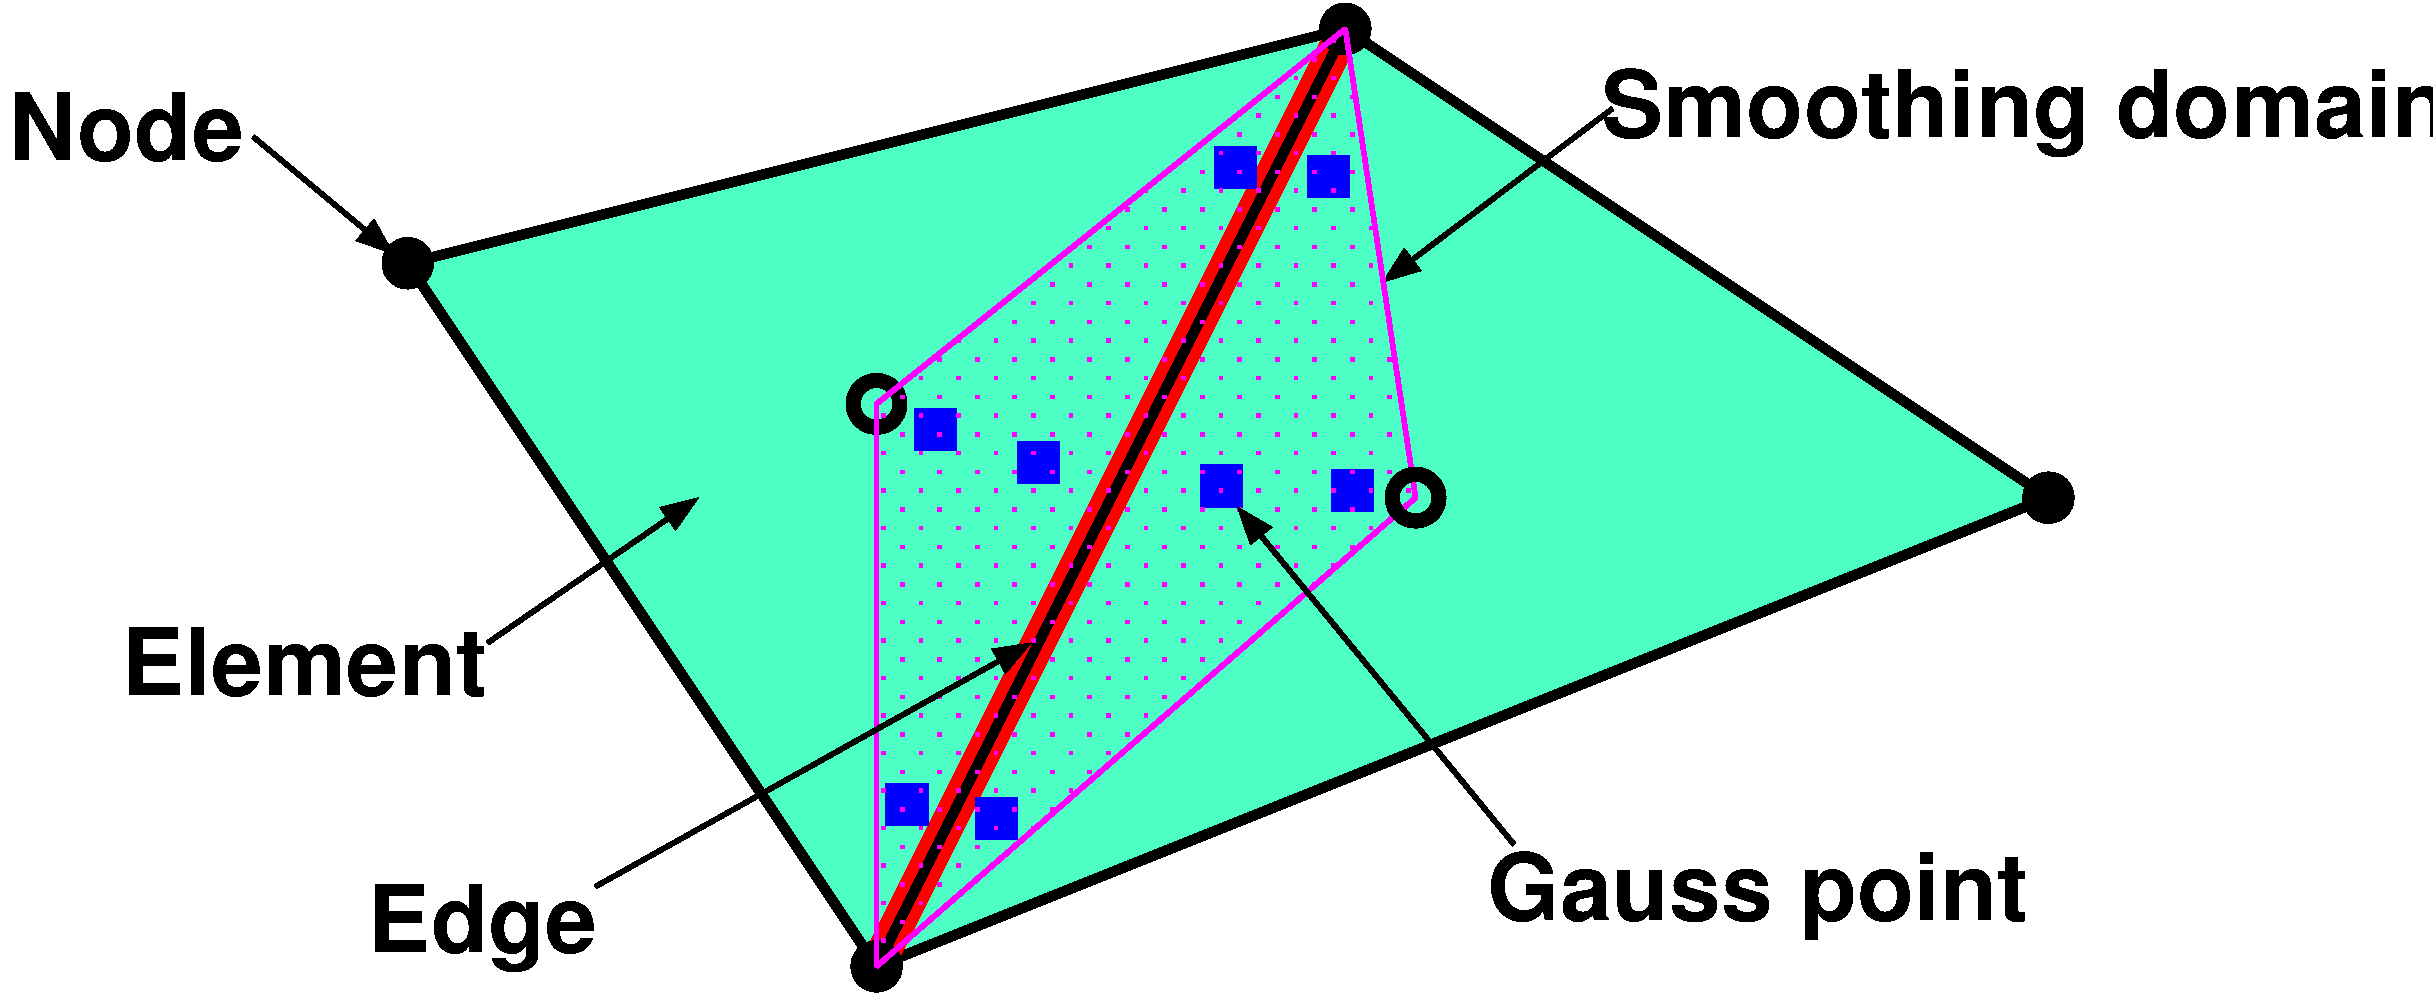 Node
Smoothing domain
Element
Edge
Gauss point